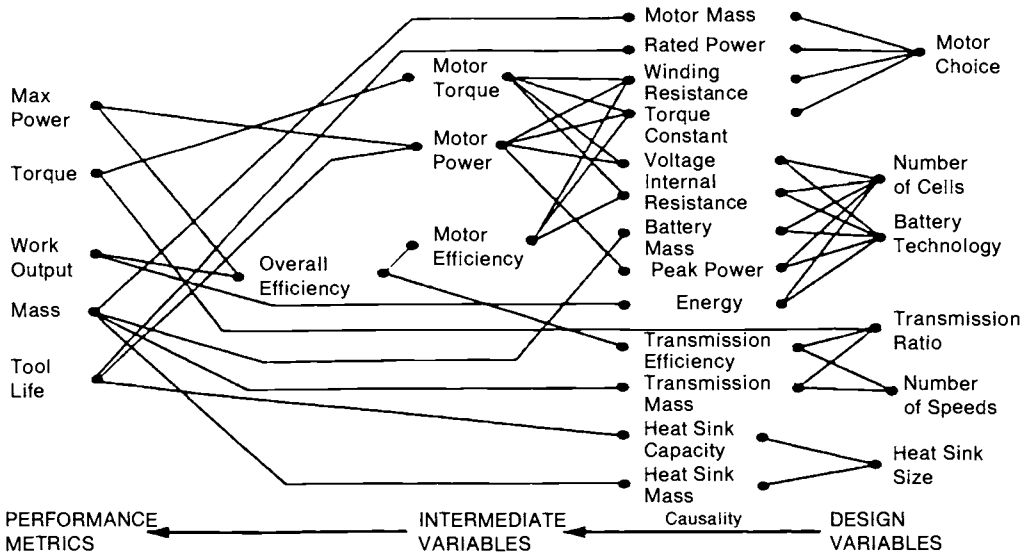 Max
Power
Torque
Work
Output
Mass
Tool
Life
Motor
Torque
Motor
Power
Motor
Efficiency
Overall
Efficiency
Motor Mass
Rated Power
Winding
Resistance
Torque
Constant
Voltage
Internal
Resistance
Battery
Mass
Peak Power
Energy
Transmission
Efficiency
Transmission
Mass
Heat Sink
Capacity
Heat Sink
Mass
Motor
Choice
Number
of Cells
Battery
Technology
Transmission
Ratio
Number
of Speeds
Heat Sink
Size
PERFORMANCE
METRICS
INTERMEDIATE
VARIABLES
Causality
DESIGN
VARIABLES